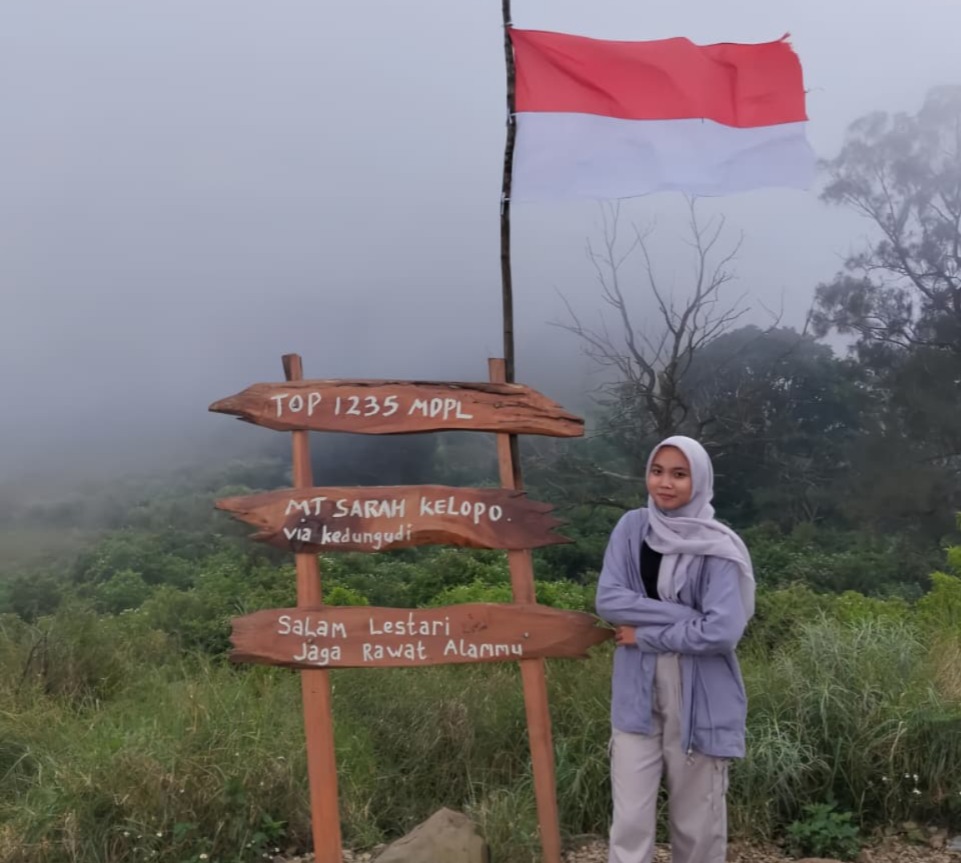 TOP 1235 MDPL
MT SARAH KELOPO.
via kedungudi
Salam Lestari
Jaga Rawat Alammu